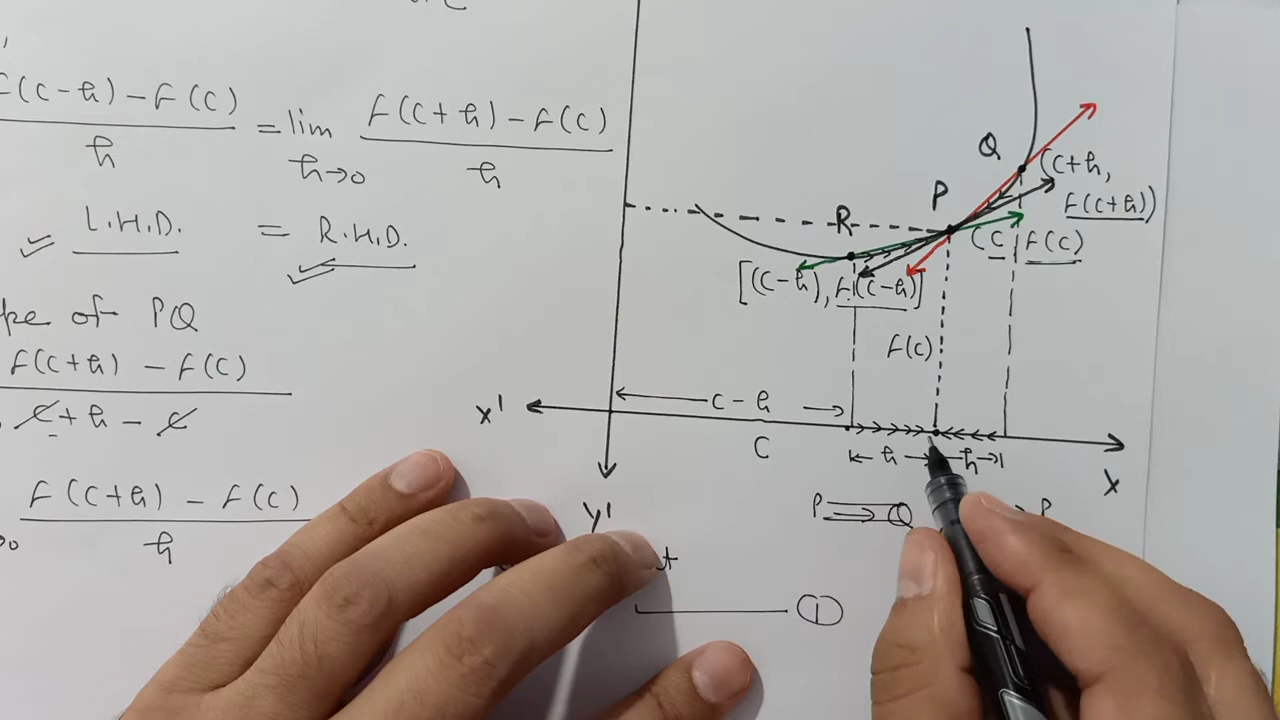 f(c-h) - f(c)
h
= lim
h→0
f(c+h) - f(c)
h
L.H.D. = R.H.D.
pe of PQ
f(c+h) - f(c)
c + h - c
f(c+h) - f(c)
h
Q
(c+h,
f(c+h))
P
(c f(c)
R
[(c-h), f(c-h)]
f(c)
c - h
X'
C
h
h
X
Y'
P
Q
P
1